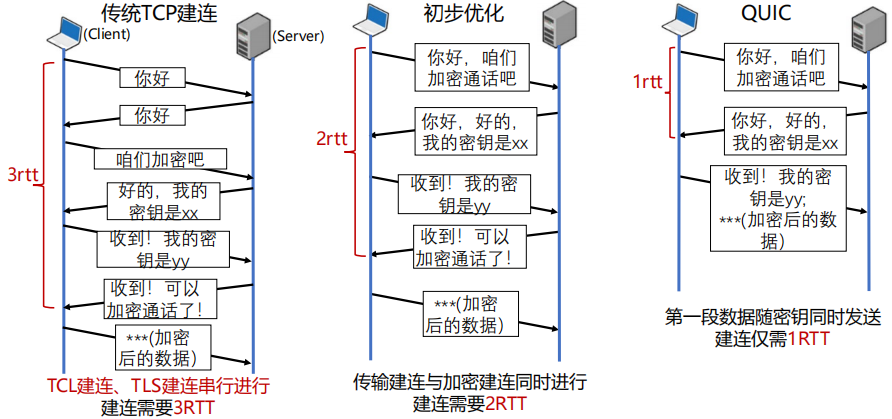 传统TCP建连
(Client)
(Server)
你好
你好
咱们加密吧
好的，我的
密钥是xx
收到！我的密
钥是yy
收到！可以
加密通话了！
***(加密
后的数据)
3rtt
TCL建连、TLS建连串行进行
建连需要3RTT
初步优化
你好，咱们
加密通话吧
你好，好的，
我的密钥是xx
收到！我的密
钥是yy
收到！可以
加密通话了！
***(加密
后的数据)
2rtt
传输建连与加密建连同时进行
建连需要2RTT
QUIC
你好，咱们
加密通话吧
你好，好的，
我的密钥是xx
收到！我的密
钥是yy;
***(加密后的数
据)
1rtt
第一段数据随密钥同时发送
建连仅需1RTT